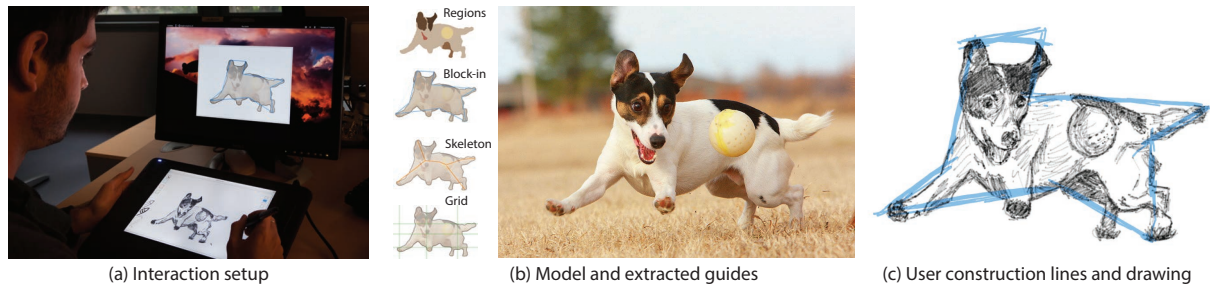 Regions
Block-in
Skeleton
Grid
(a) Interaction setup
(b) Model and extracted guides
(c) User construction lines and drawing